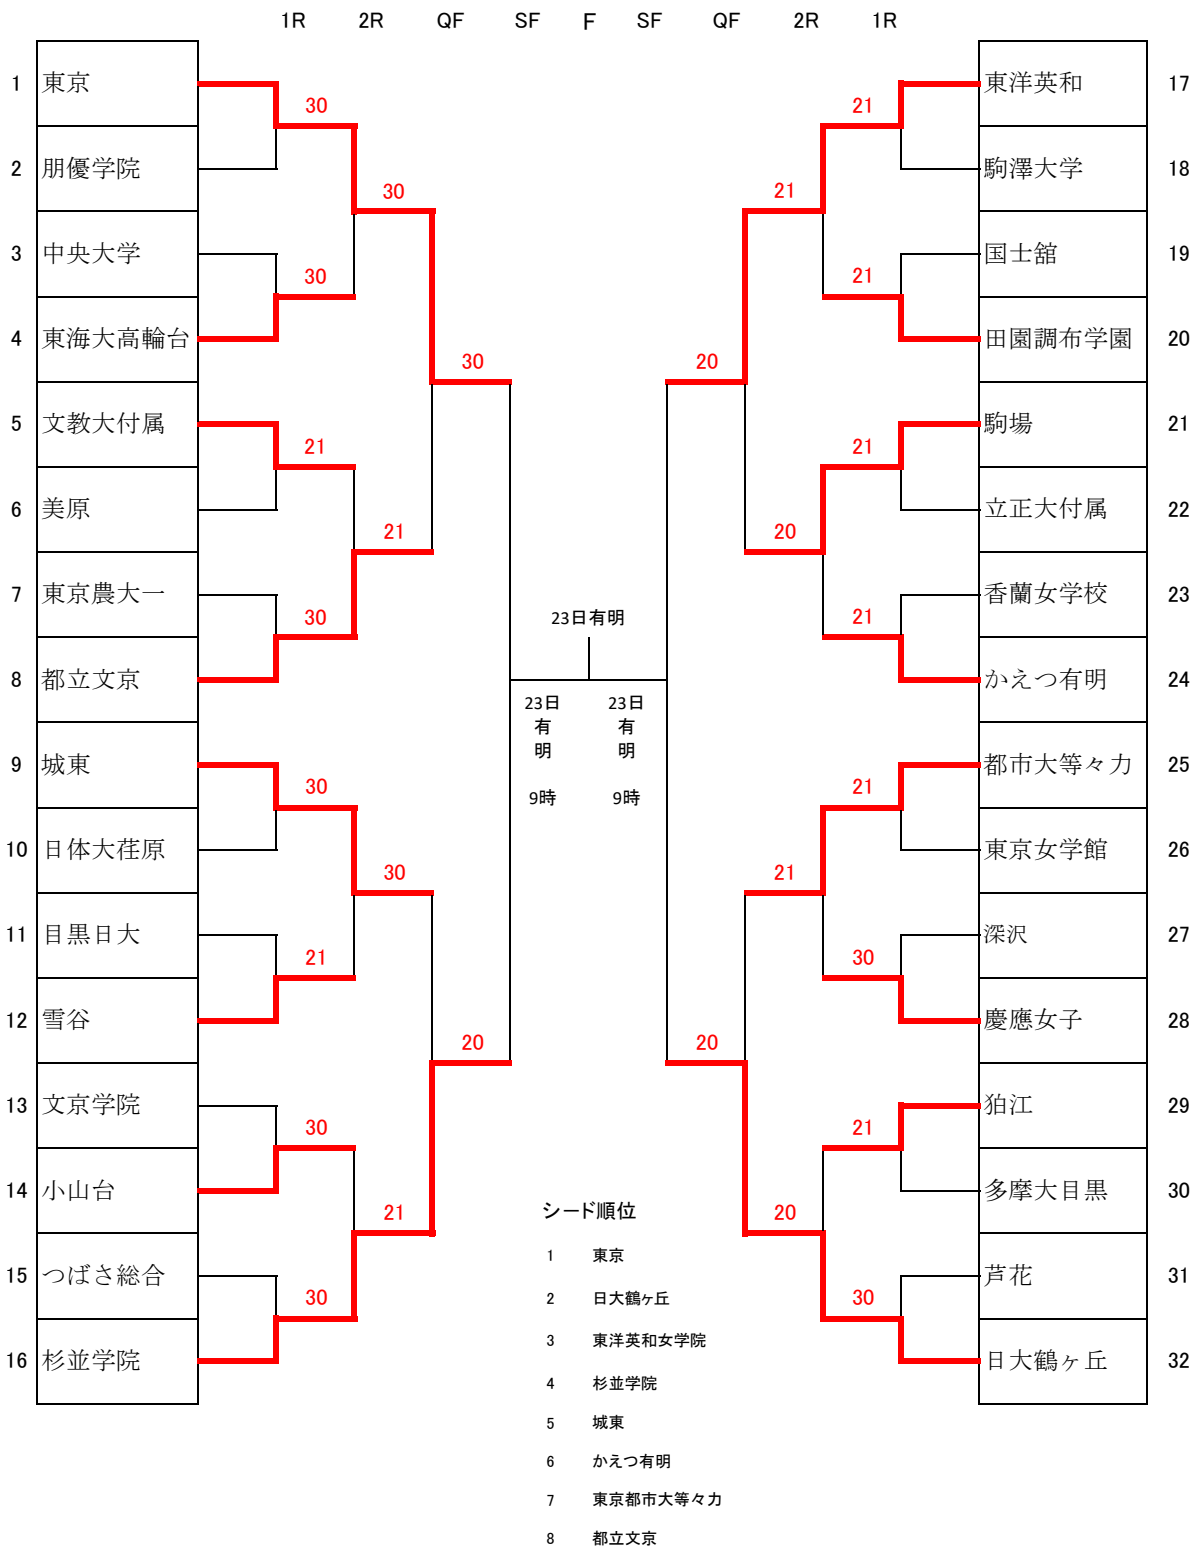 1R 2R QF SF F SF QF 2R 1R
1 東京 東洋英和 17
30 21
2 朋優学院 駒澤大学 18
30 21
3 中央大学 国士舘 19
30 21
4 東海大高輪台 田園調布学園 20
30 20
5 文教大付属 駒場 21
21 21
6 美原 立正大付属 22
21 20
7 東京農大一 香蘭女学校 23
23日有明
30 21
8 都立文京 かえつ有明 24
23日 23日
有 有
明 明
9 城東 都市大等々力 25
30 21
9時 9時
10 日体大荏原 東京女学館 26
30 21
11 目黒日大 深沢 27
21 30
12 雪谷 慶應女子 28
20 20
13 文京学院 狛江 29
30 21
14 小山台 多摩大目黒 30
21 シード順位 20
1 東京
15 つばさ総合 芦花 31
2 日大鶴ヶ丘
30 30
3 東洋英和女学院
16 杉並学院 日大鶴ヶ丘 32
4 杉並学院
5 城東
6 かえつ有明
7 東京都市大等々力
8 都立文京